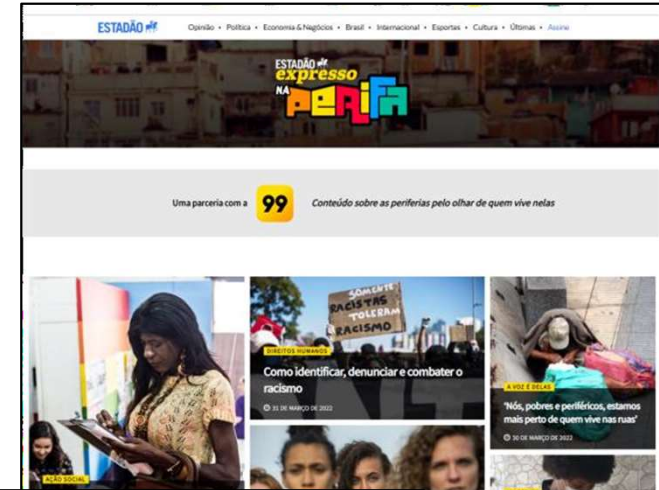 ESTADÃO
Opinião • Política • Economia & Negócios • Brasil • Internacional • Esportes • Cultura • Últimas • Assine
ESTADÃO
expresso
NA PERIFA
Uma parceria com a 99 Conteúdo sobre as periferias pelo olhar de quem vive nelas
SOMENTE
RACISTAS
TOLERAM
RACISMO
DIREITOS HUMANOS
Como identificar, denunciar e combater o
racismo
31 DE MARÇO DE 2022
A VOZ É DELAS
'Nós, pobres e periféricos, estamos
mais perto de quem vive nas ruas'
30 DE MARÇO DE 2022
AÇÃO SOCIAL